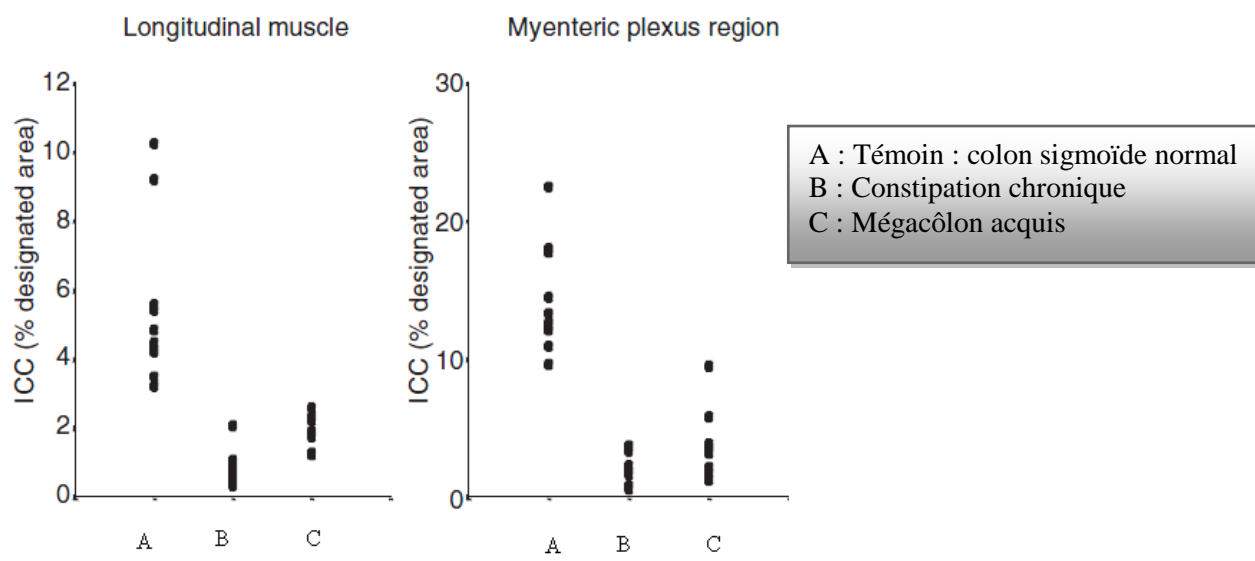 Longitudinal muscle
12
10
8
6
4
2
0
ICC (% designated area)
A B C
Myenteric plexus region
30
20
10
0
ICC (% designated area)
A B C
A : Témoin : colon sigmoïde normal
B : Constipation chronique
C : Mégacôlon acquis